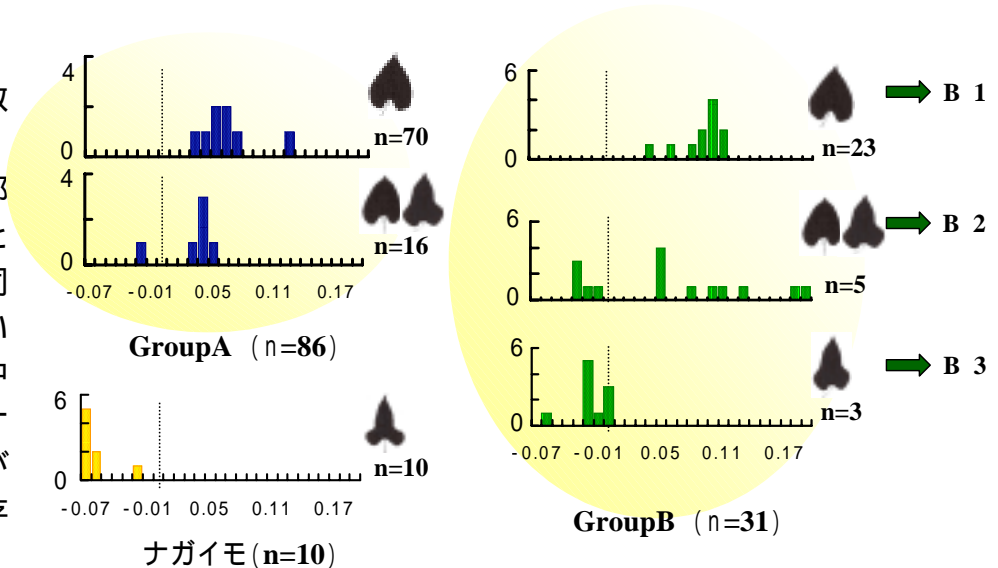 4
0
n=70
4
0
n=16
-0.07 -0.01 0.05 0.11 0.17
GroupA (n=86)
6
0
n=10
-0.07 -0.01 0.05 0.11 0.17
ナガイモ(n=10)
6
0
n=23
B 1
6
0
n=5
B 2
6
0
n=3
B 3
-0.07 -0.01 0.05 0.11 0.17
GroupB (n=31)